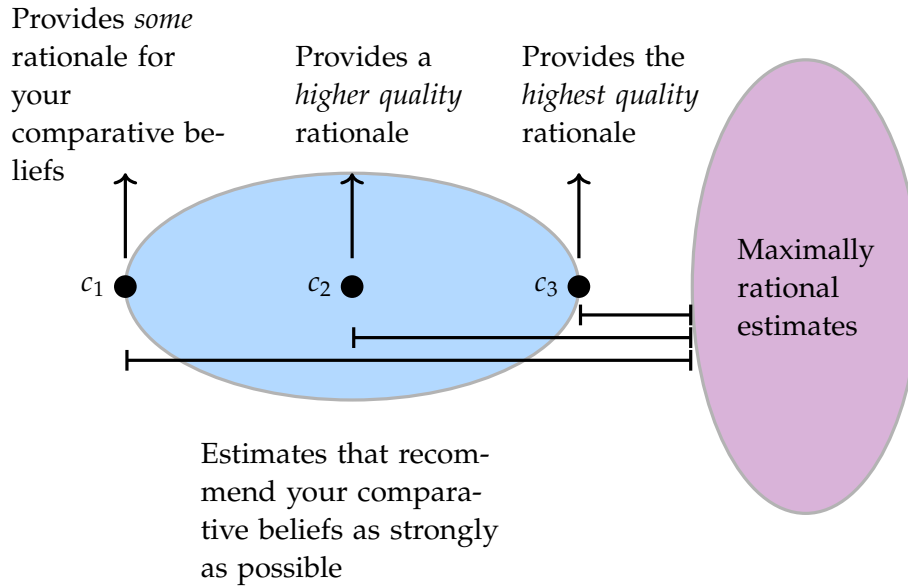 Provides some
rationale for
your
comparative be-
liefs
Provides a
higher quality
rationale
Provides the
highest quality
rationale
c1
c2
c3
Maximally
rational
estimates
Estimates that recom-
mend your compara-
tive beliefs as strongly
as possible